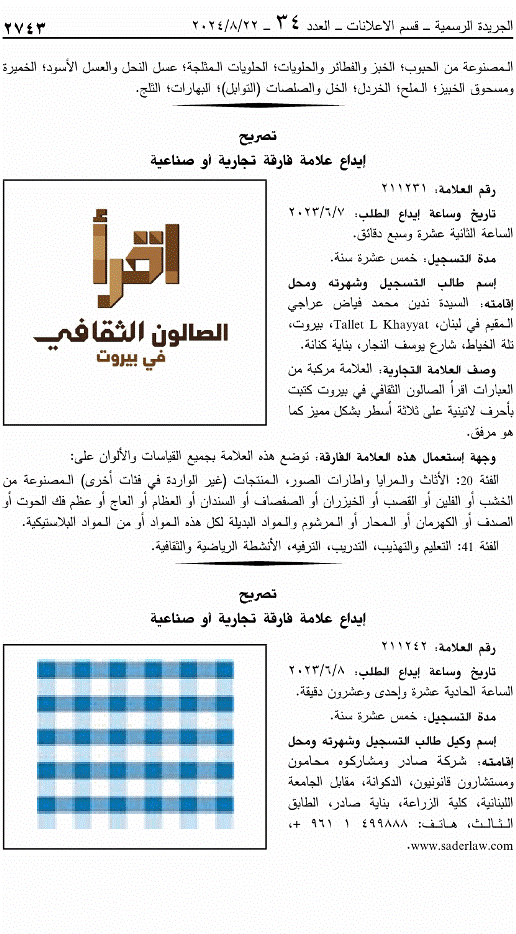 الجريدة الرسمية – قسم الاعلانات – العدد ٣٤ – ٢٠٢٤/٨/٢٢
٢٧٤٣
المصنوعة من الحبوب؛ الخبز والفطائر والحلويات؛ الحلويات المثلجة؛ عسل النحل والعسل الأسود؛ الخميرة
ومسحوق الخبيز؛ الملح؛ الخردل؛ الخل والصلصات (التوابل)؛ البهارات؛ الثلج.
تصريح
إيداع علامة فارقة تجارية أو صناعية
رقم العلامة: ٢١١٢٣١
تاريخ وساعة إيداع الطلب: ٢٠٢٣/٦/٧
الساعة الثانية عشرة وسبع دقائق.
مدة التسجيل: خمس عشرة سنة.
إسم طالب التسجيل وشهرته ومحل
إقامته: السيدة ندين محمد فياض عراجي
المقيم في لبنان، Tallet L Khayyat، بيروت،
تلة الخياط، شارع يوسف النجار، بناية كنانة.
وصف العلامة التجارية: العلامة مركبة من
العبارات اقرأ الصالون الثقافي في بيروت كتبت
بأحرف لاتينية على ثلاثة أسطر بشكل مميز كما
هو مرفق.
اقرأ
الصالون الثقافي
في بيروت
وجهة إستعمال هذه العلامة الفارقة: توضع هذه العلامة بجميع القياسات والألوان على:
الفئة 20: الأثاث والمرايا واطارات الصور، المنتجات (غير الواردة في فئات أخرى) المصنوعة من
الخشب أو الفلين أو القصب أو الخيزران أو الصفصاف أو السندان أو العظام أو العاج أو عظم فك الحوت أو
الصدف أو الكهرمان أو المحار أو المرشوم والمواد البديلة لكل هذه المواد أو من المواد البلاستيكية.
الفئة 41: التعليم والتهذيب، التدريب، الترفيه، الأنشطة الرياضية والثقافية.
تصريح
إيداع علامة فارقة تجارية أو صناعية
رقم العلامة: ٢١١٢٤٢
تاريخ وساعة إيداع الطلب: ٢٠٢٣/٦/٨
الساعة الحادية عشرة وإحدى وعشرون دقيقة.
مدة التسجيل: خمس عشرة سنة.
إسم وكيل طالب التسجيل وشهرته ومحل
إقامته: شركة صادر ومشاركوه محامون
ومستشارون قانونيون، الدكوانة، مقابل الجامعة
اللبنانية، كلية الزراعة، بناية صادر، الطابق
الثالث، هاتف: ٤٩٩٨٨٨ ١ ٩٦١ +،
www.saderlaw.com.